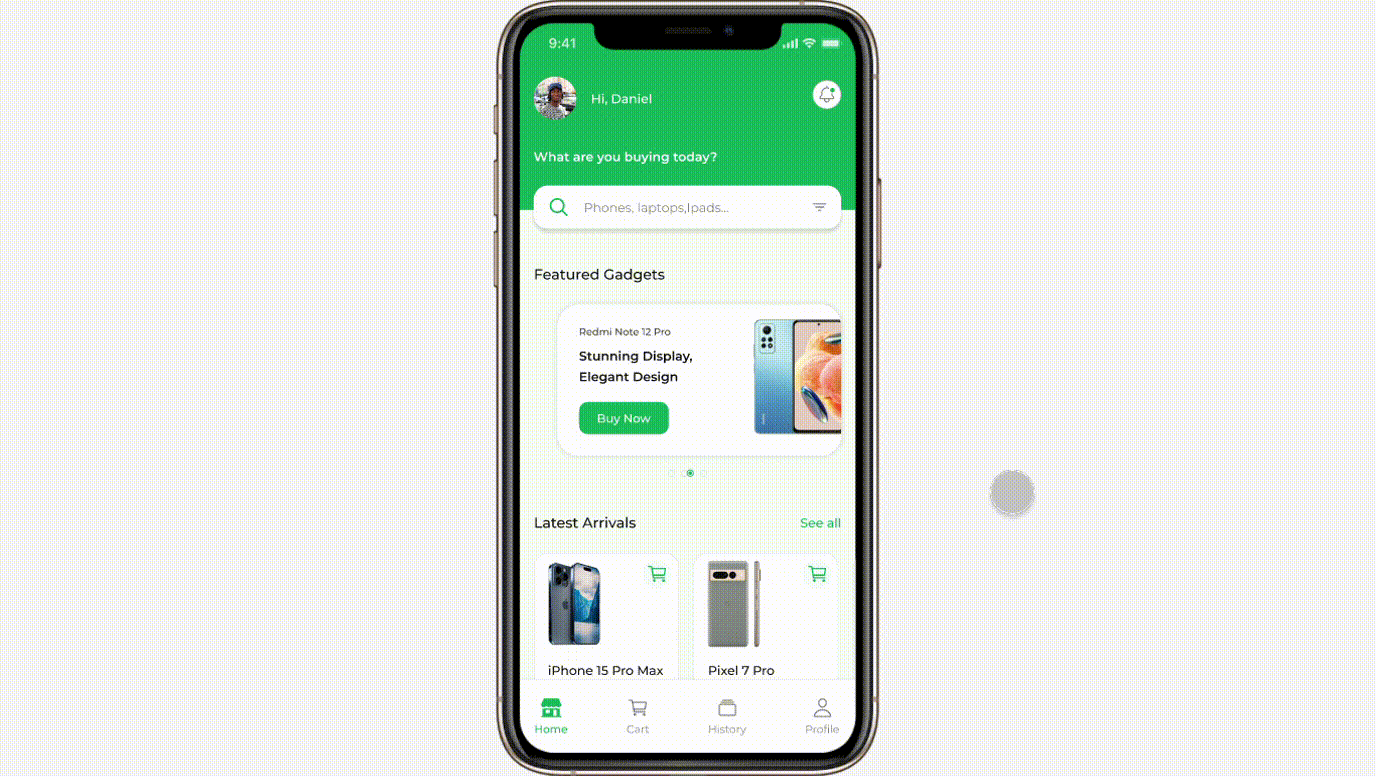 9:41
Hi, Daniel
What are you buying today?
Phones, laptops,Ipads...
Featured Gadgets
Redmi Note 12 Pro
Stunning Display,
Elegant Design
Buy Now
Latest Arrivals
See all
iPhone 15 Pro Max
Pixel 7 Pro
Home
Cart
History
Profile